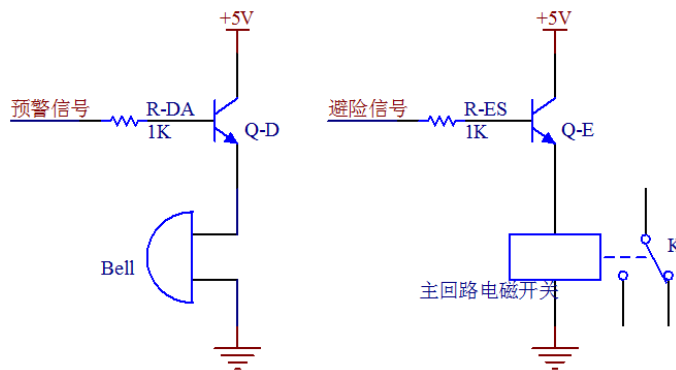 +5V
预警信号
R-DA
1K
Q-D
Bell
+5V
避险信号
R-ES
1K
Q-E
K
主回路电磁开关